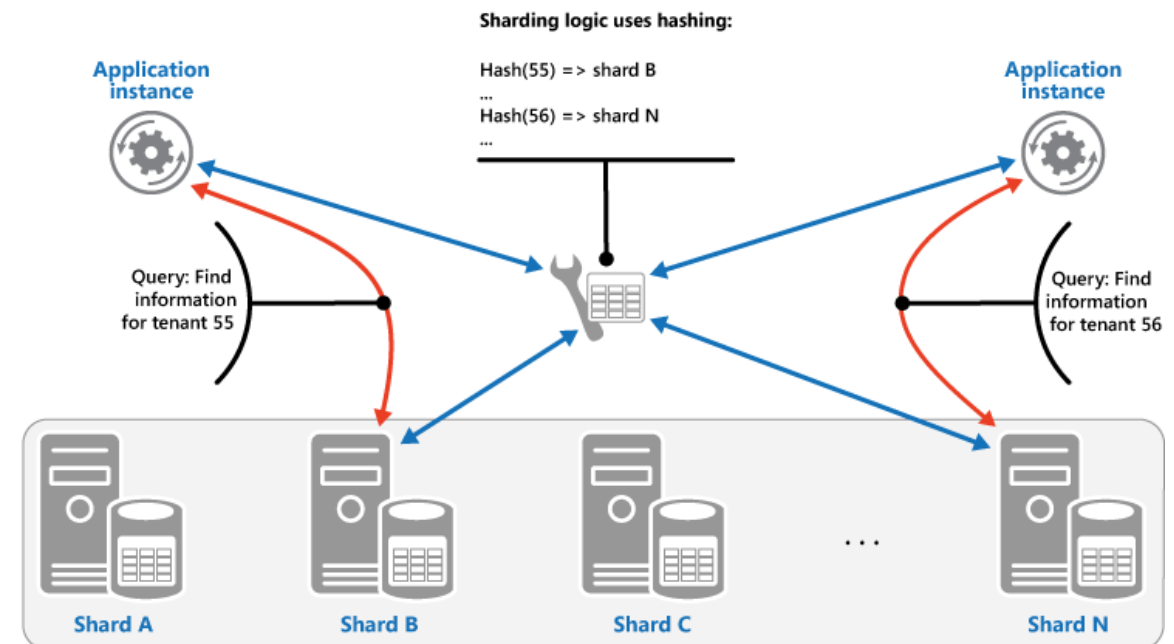 Sharding logic uses hashing:
Hash(55) => shard B
...
Hash(56) => shard N
...
Application
instance
Application
instance
Query: Find
information
for tenant 55
Query: Find
information
for tenant 56
. . .
Shard A
Shard B
Shard C
Shard N